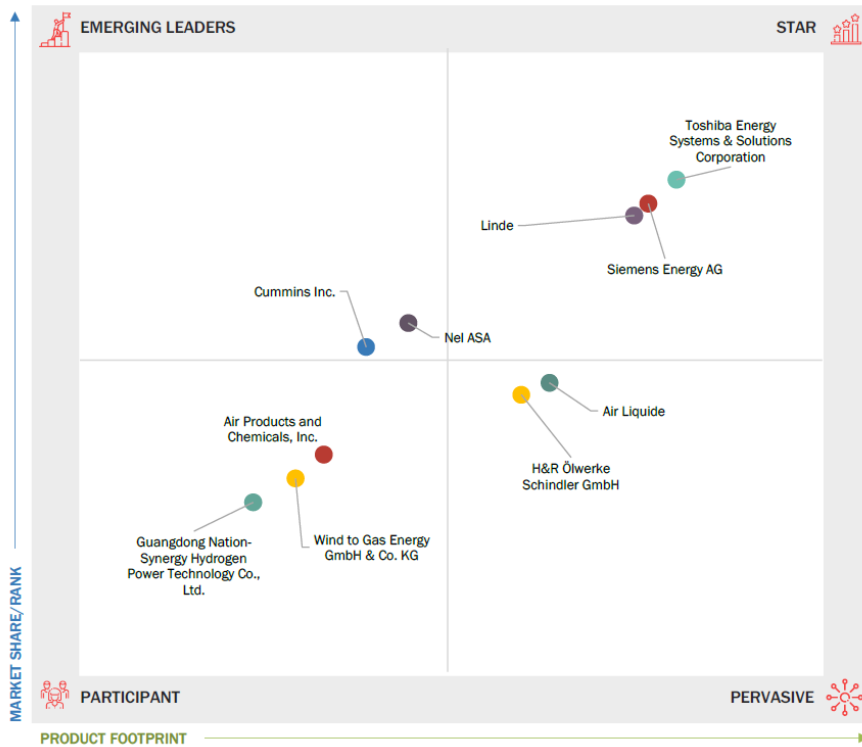 EMERGING LEADERS
STAR
Toshiba Energy
Systems & Solutions
Corporation
Linde
Siemens Energy AG
Cummins Inc.
Nel ASA
Air Liquide
Air Products and
Chemicals, Inc.
H&R Ölwerke
Schindler GmbH
Guangdong Nation-
Synergy Hydrogen
Power Technology Co.,
Ltd.
Wind to Gas Energy
GmbH & Co. KG
MARKET SHARE/RANK
PARTICIPANT
PERVASIVE
PRODUCT FOOTPRINT